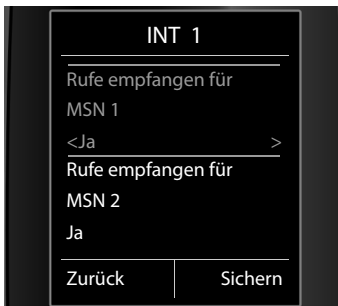 INT 1
Rufe empfangen für
MSN 1
<Ja >
Rufe empfangen für
MSN 2
Ja
Zurück Sichern